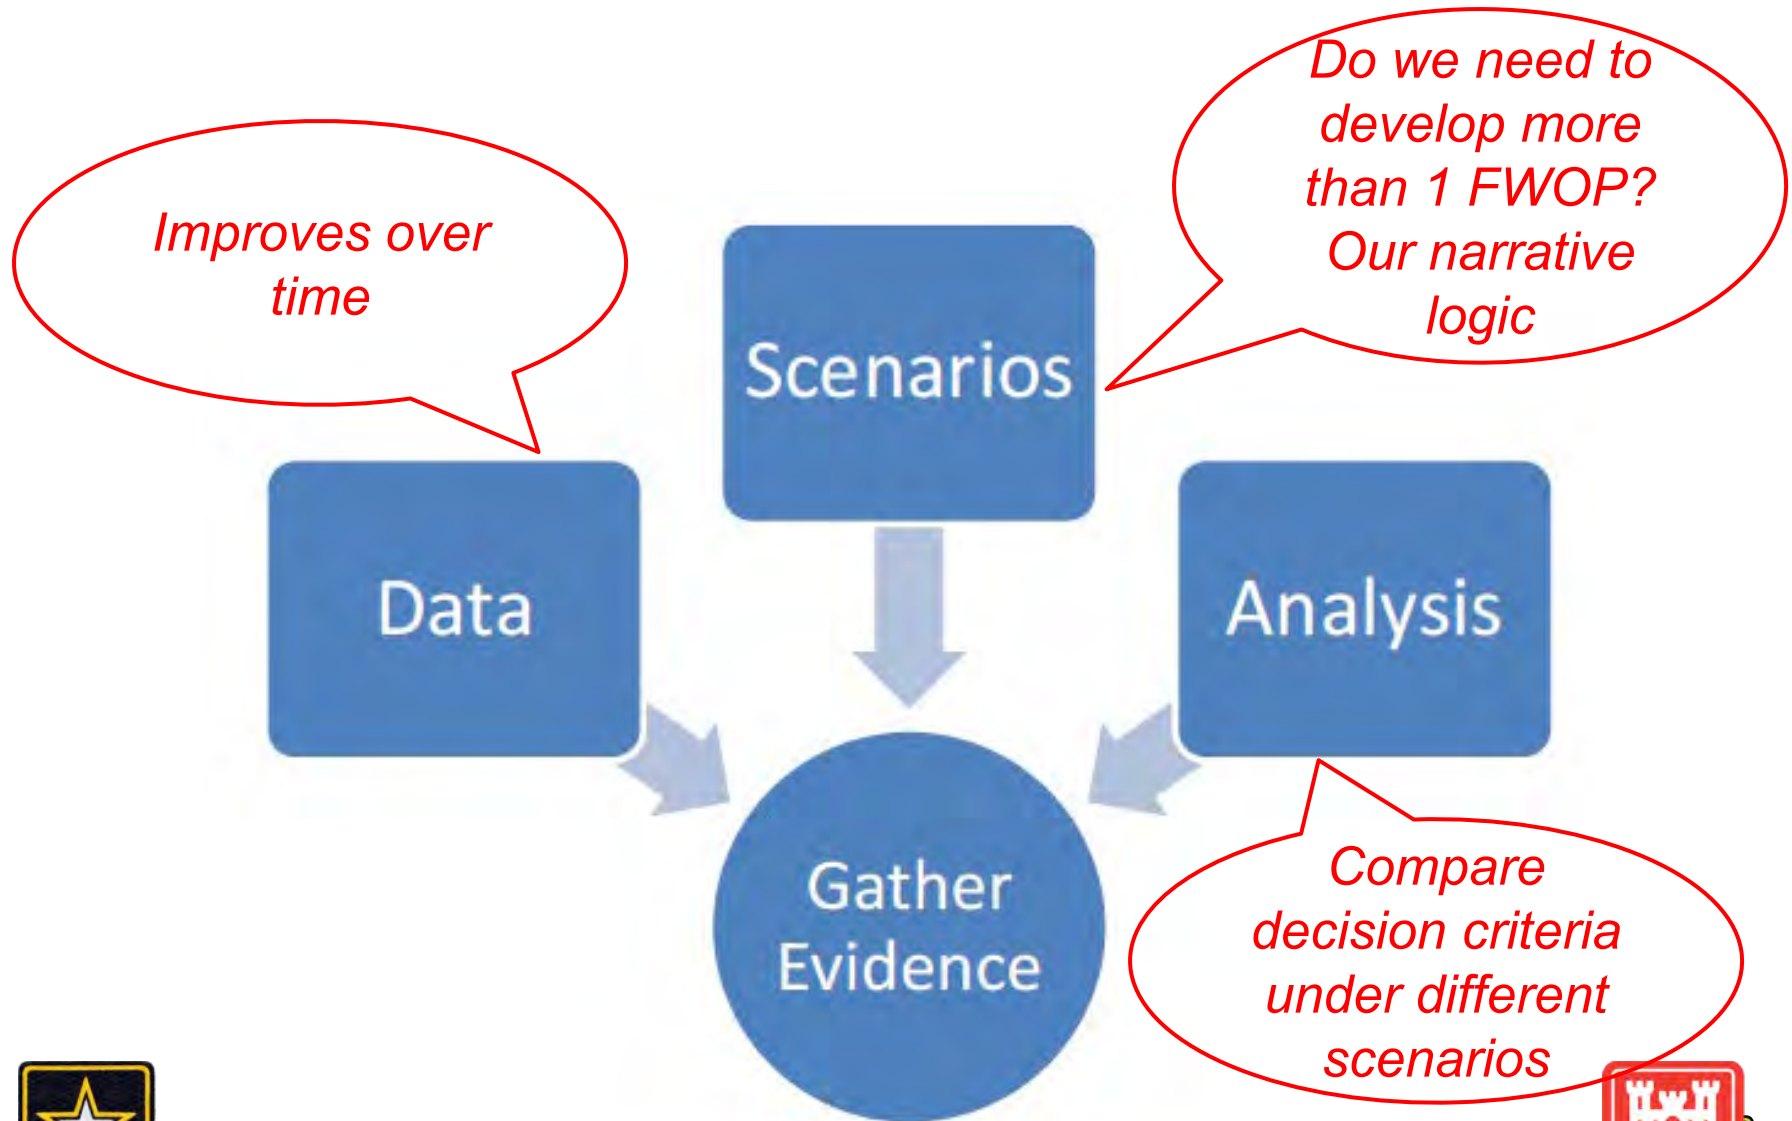 Do we need to
develop more
than 1 FWOP?
Our narrative
logic
Improves over
time
Scenarios
Data
Analysis
Gather
Evidence
Compare
decision criteria
under different
scenarios